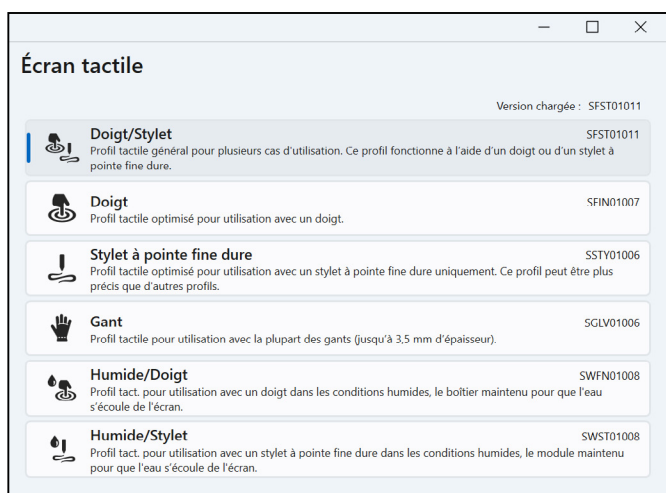 Écran tactile
Version chargée : SFST01011
Doigt/Stylet SFST01011
Profil tactile général pour plusieurs cas d'utilisation. Ce profil fonctionne à l'aide d'un doigt ou d'un stylet à
pointe fine dure.
Doigt SFIN01007
Profil tactile optimisé pour utilisation avec un doigt.
Stylet à pointe fine dure SSTY01006
Profil tactile optimisé pour utilisation avec un stylet à pointe fine dure uniquement. Ce profil peut être plus
précis que d'autres profils.
Gant SGLV01006
Profil tactile pour utilisation avec la plupart des gants (jusqu'à 3,5 mm d'épaisseur).
Humide/Doigt SWFN01008
Profil tact. pour utilisation avec un doigt dans les conditions humides, le boîtier maintenu pour que l'eau
s'écoule de l'écran.
Humide/Stylet SWST01008
Profil tact. pour utilisation avec un stylet à pointe fine dure dans les conditions humides, le module maintenu
pour que l'eau s'écoule de l'écran.